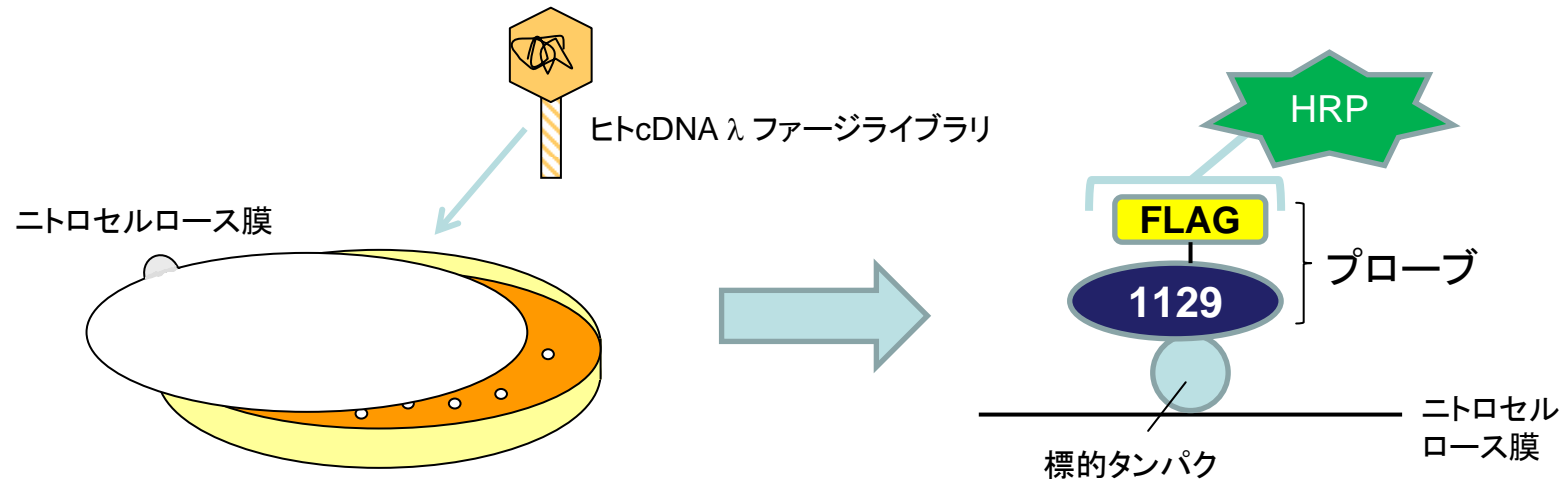 ヒトcDNA λ ファージライブラリ
ニトロセルロース膜
HRP
FLAG
1129
プローブ
標的タンパク
ニトロセル
ロース膜